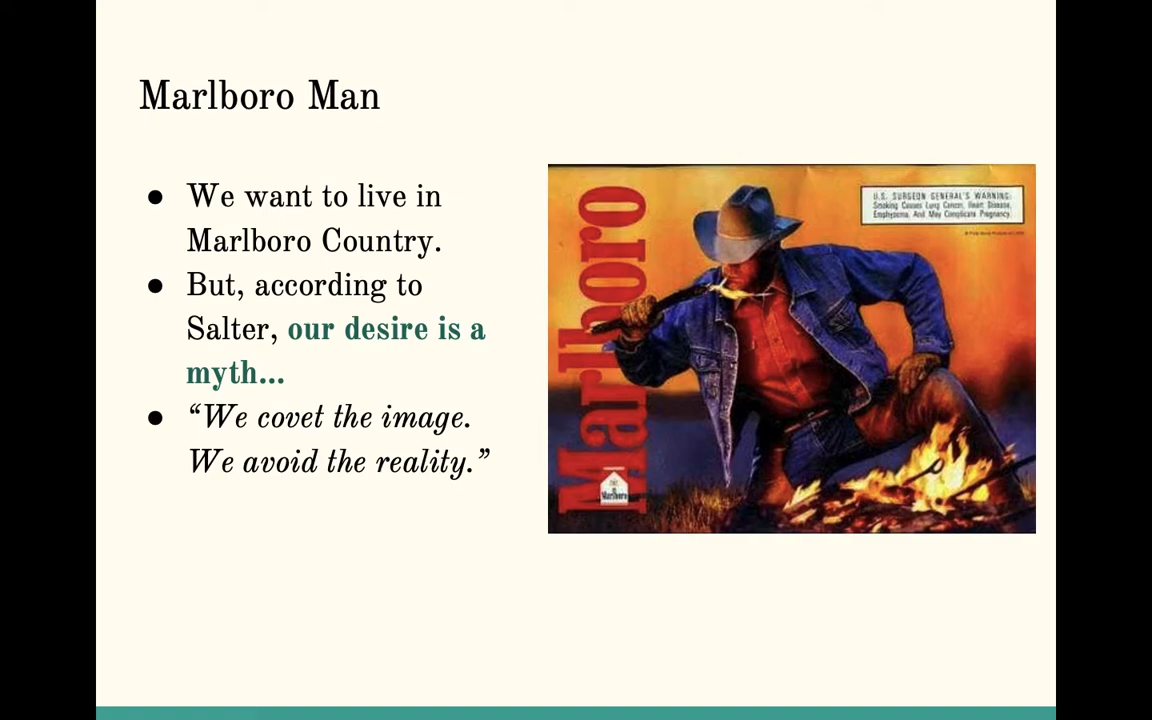 Marlboro Man
● We want to live in
Marlboro Country.
● But, according to
Salter, our desire is a
myth...
● “We covet the image.
We avoid the reality.”
Marlboro
U.S. SURGEON GENERAL'S WARNING:
Smoking Causes Lung Cancer, Heart Disease,
Emphysema, And May Complicate Pregnancy.
Marlboro